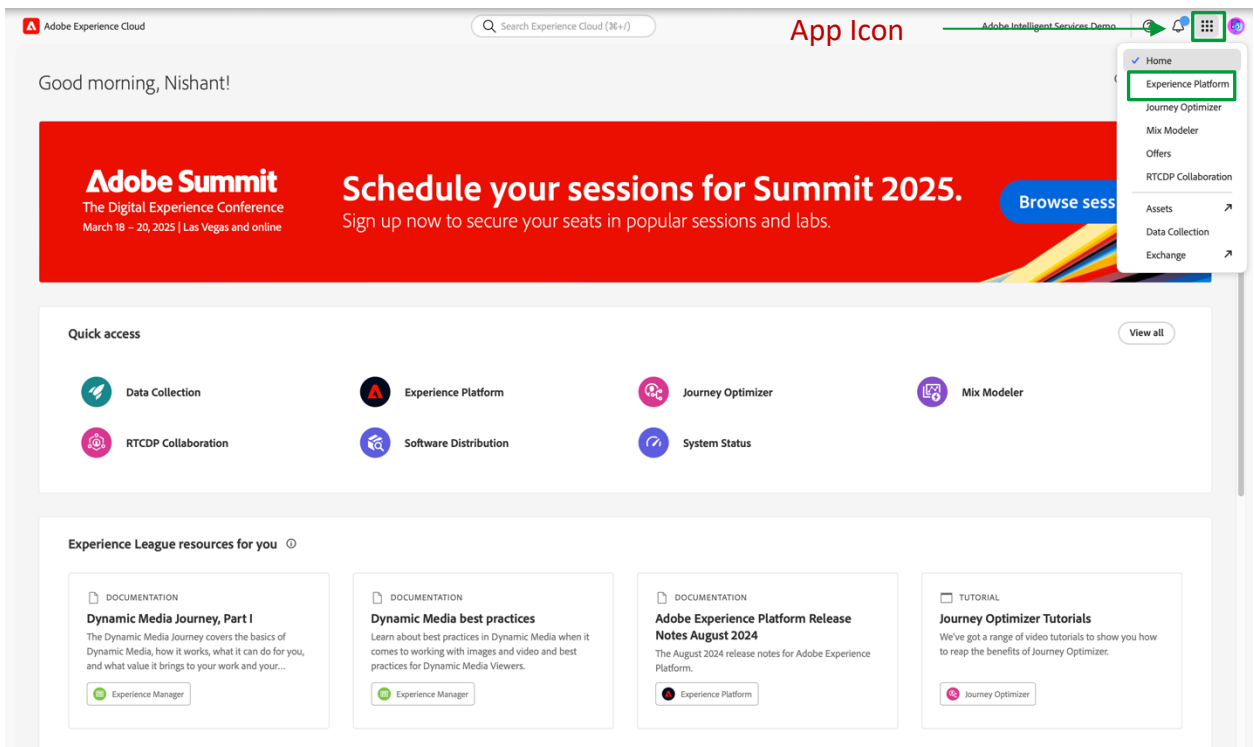 Adobe Experience Cloud
Search Experience Cloud (⌘+/)
App Icon
Adobe Intelligent Services Demo
Home
Experience Platform
Journey Optimizer
Mix Modeler
Offers
RTCDP Collaboration
Assets
Data Collection
Exchange
Good morning, Nishant!
Adobe Summit
The Digital Experience Conference
March 18 – 20, 2025 | Las Vegas and online
Schedule your sessions for Summit 2025.
Sign up now to secure your seats in popular sessions and labs.
Browse sess
Quick access
View all
Data Collection
Experience Platform
Journey Optimizer
Mix Modeler
RTCDP Collaboration
Software Distribution
System Status
Experience League resources for you
DOCUMENTATION
Dynamic Media Journey, Part I
The Dynamic Media Journey covers the basics of
Dynamic Media, how it works, what it can do for you,
and what value it brings to your work and your...
Experience Manager
DOCUMENTATION
Dynamic Media best practices
Learn about best practices in Dynamic Media when it
comes to working with images and video and best
practices for Dynamic Media Viewers.
Experience Manager
DOCUMENTATION
Adobe Experience Platform Release
Notes August 2024
The August 2024 release notes for Adobe Experience
Platform.
Experience Platform
TUTORIAL
Journey Optimizer Tutorials
We've got a range of video tutorials to show you how
to reap the benefits of Journey Optimizer.
Journey Optimizer